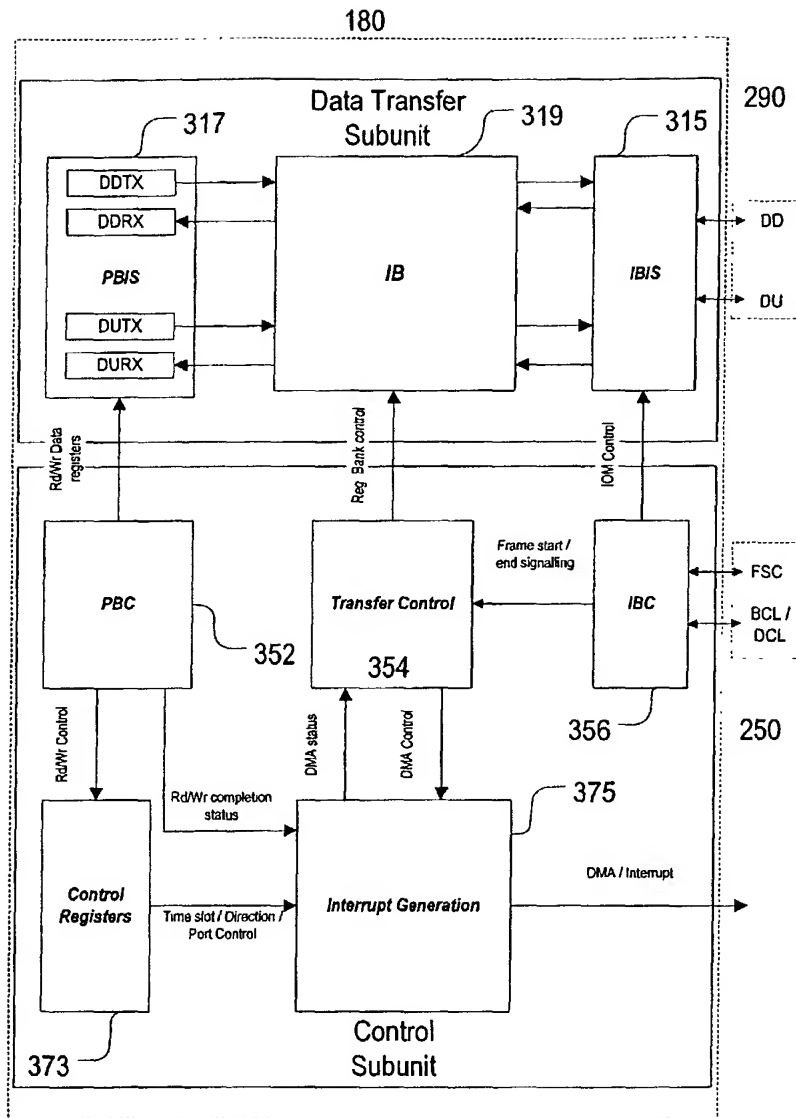 180
Data Transfer
Subunit
317
319
315
290
DDTX
DDRX
PBIS
DUTX
DURX
IB
IBIS
DD
DU
Rd/Wr Data
registers
Reg Bank control
IOM Control
PBC
352
Transfer Control
354
Frame start /
end signalling
IBC
356
FSC
BCL /
DCL
250
Rd/Wr Control
Rd/Wr completion
status
DMA status
DMA Control
375
Control
Registers
373
Time slot / Direction /
Port Control
Interrupt Generation
DMA / Interrupt
Control
Subunit